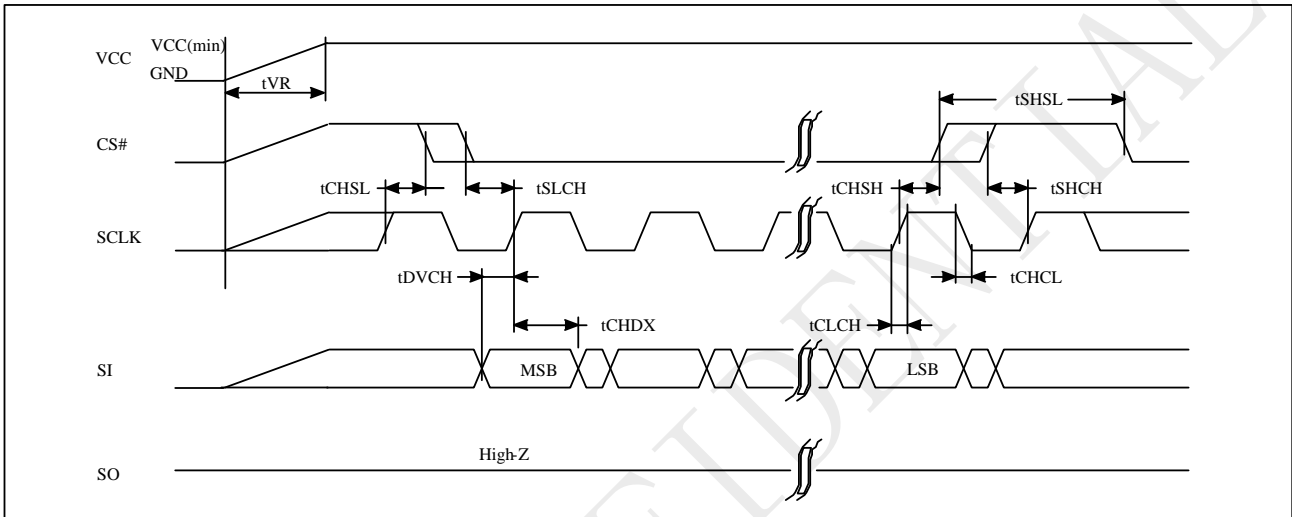 VCC(min)
VCC
GND
tVR
tSHSL
CS#
tCHSL
tSLCH
tCHSH
tSHCH
SCLK
tDVCH
tCHCL
tCHDX
tCLCH
SI
MSB
LSB
High-Z
SO
FIDENTIAL